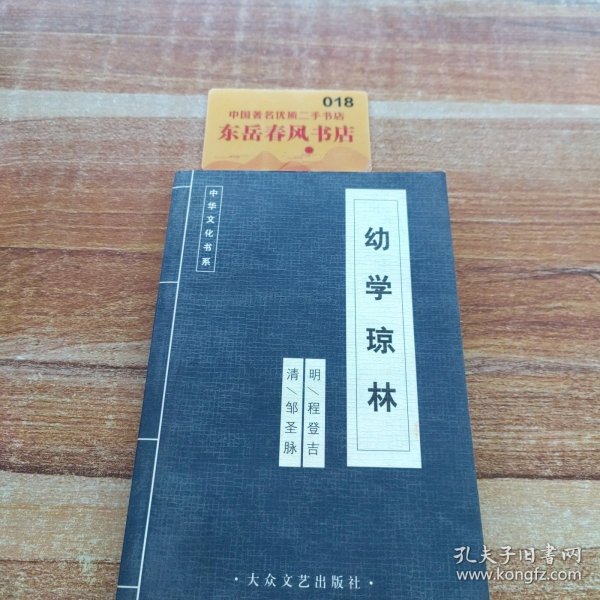 018
中国著名优质二手书店
东岳春风书店
中华文化书系
幼学琼林
明/程登吉
清/邹圣脉
·大众文艺出版社·
孔夫子旧书网
www.kongfz.com